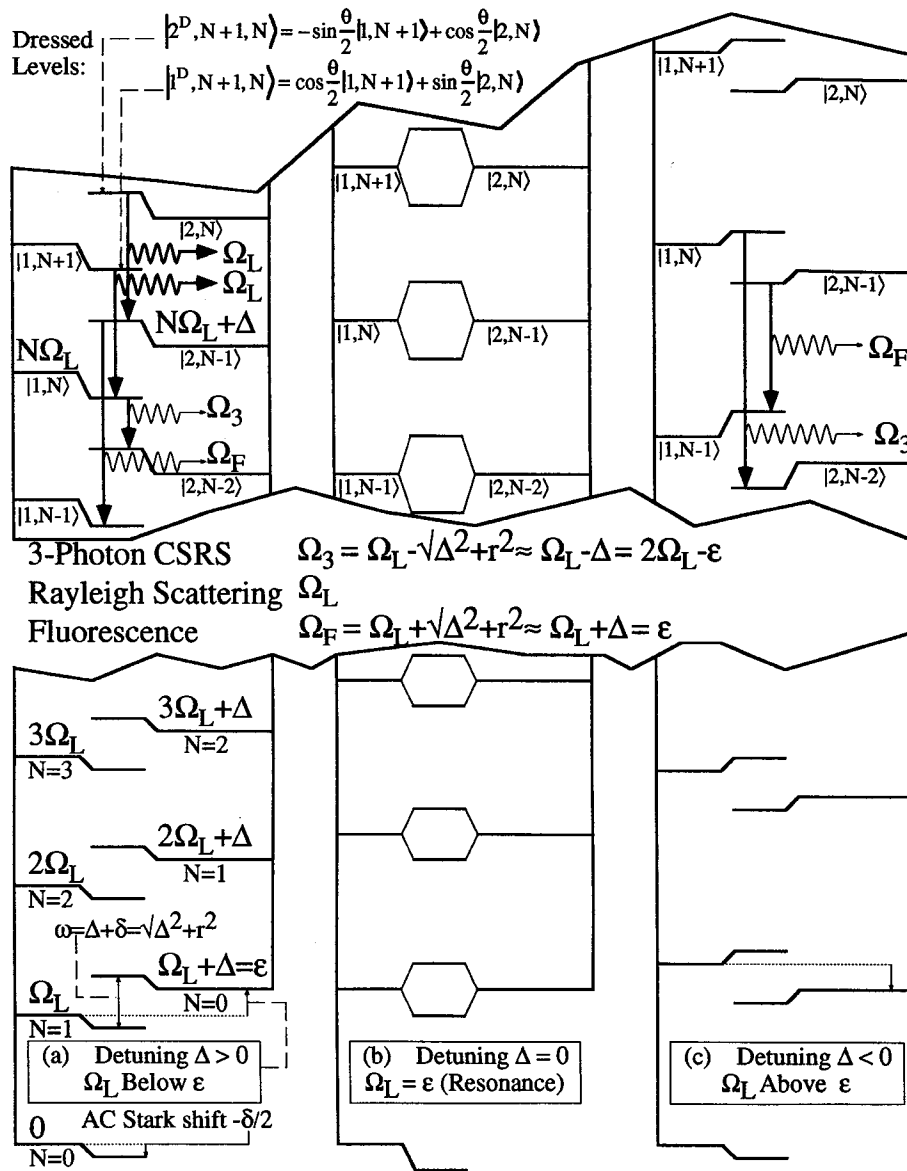 Dressed Levels:
|2ᴰ, N+1, N⟩ = -sin θ/2 |1, N+1⟩ + cos θ/2 |2, N⟩
|1ᴰ, N+1, N⟩ = cos θ/2 |1, N+1⟩ + sin θ/2 |2, N⟩
|2,N⟩
|1,N+1⟩
Ω_L
Ω_L
NΩ_L+Δ
|2,N-1⟩
NΩ_L
|1,N⟩
Ω_3
Ω_F
|2,N-2⟩
|1,N-1⟩
|1,N+1⟩ |2,N⟩
|1,N⟩ |2,N-1⟩
|1,N-1⟩ |2,N-2⟩
|1,N+1⟩
|2,N⟩
|1,N⟩
|2,N-1⟩
Ω_F
|1,N-1⟩
Ω_3
|2,N-2⟩
3-Photon CSRS Ω_3 = Ω_L-√Δ²+r² ≈ Ω_L-Δ = 2Ω_L-ε
Rayleigh Scattering Ω_L
Fluorescence Ω_F = Ω_L+√Δ²+r² ≈ Ω_L+Δ = ε
3Ω_L+Δ
N=2
3Ω_L
N=3
2Ω_L+Δ
N=1
2Ω_L
N=2
ω=Δ+δ=√Δ²+r²
Ω_L+Δ=ε
N=0
Ω_L
N=1
(a) Detuning Δ > 0
Ω_L Below ε
(b) Detuning Δ = 0
Ω_L = ε (Resonance)
(c) Detuning Δ < 0
Ω_L Above ε
0
AC Stark shift -δ/2
N=0